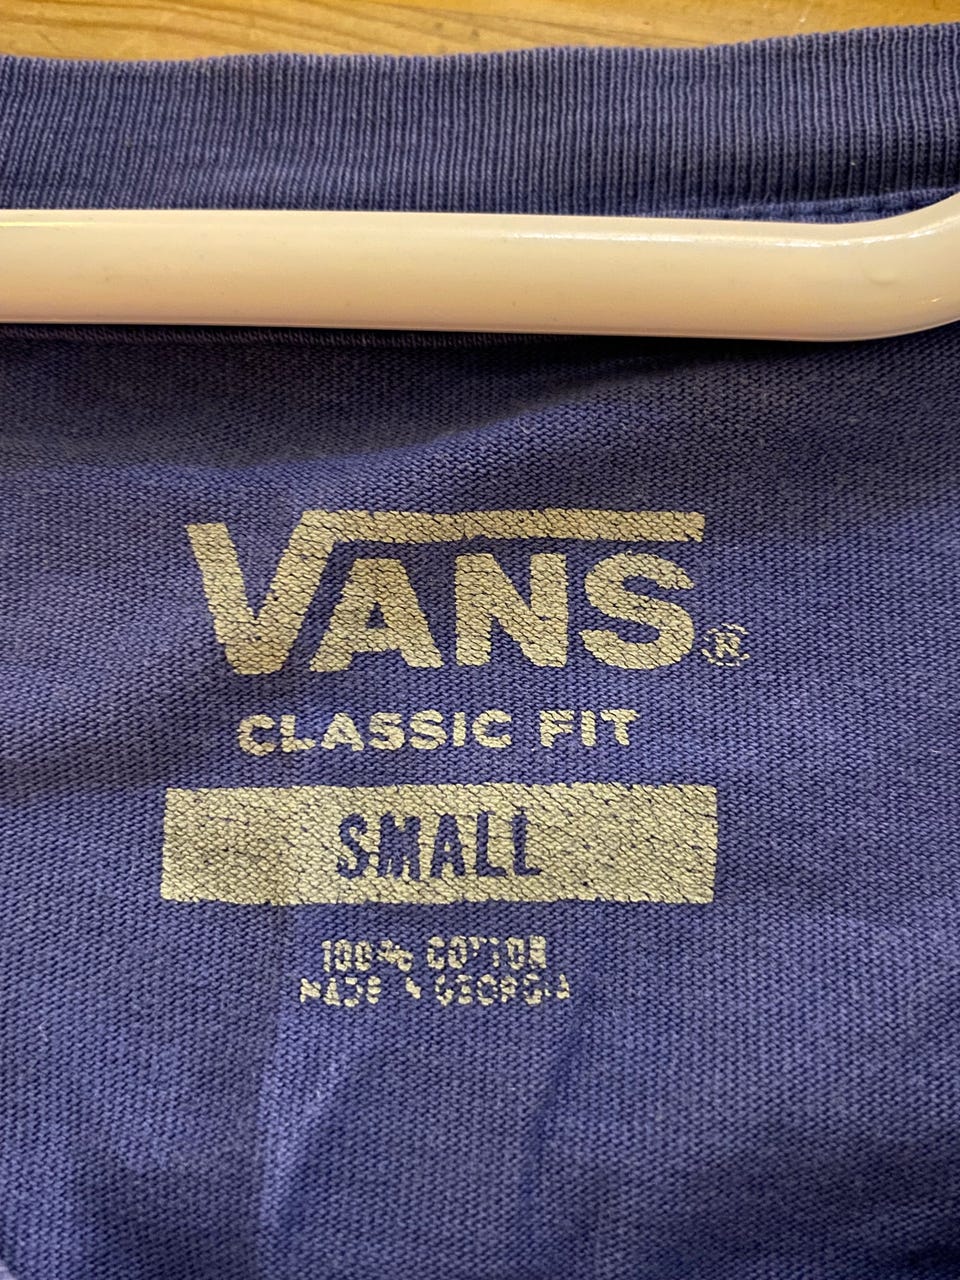 VANS®
CLASSIC FIT
SMALL
100% COTTON
MADE IN GEORGIA